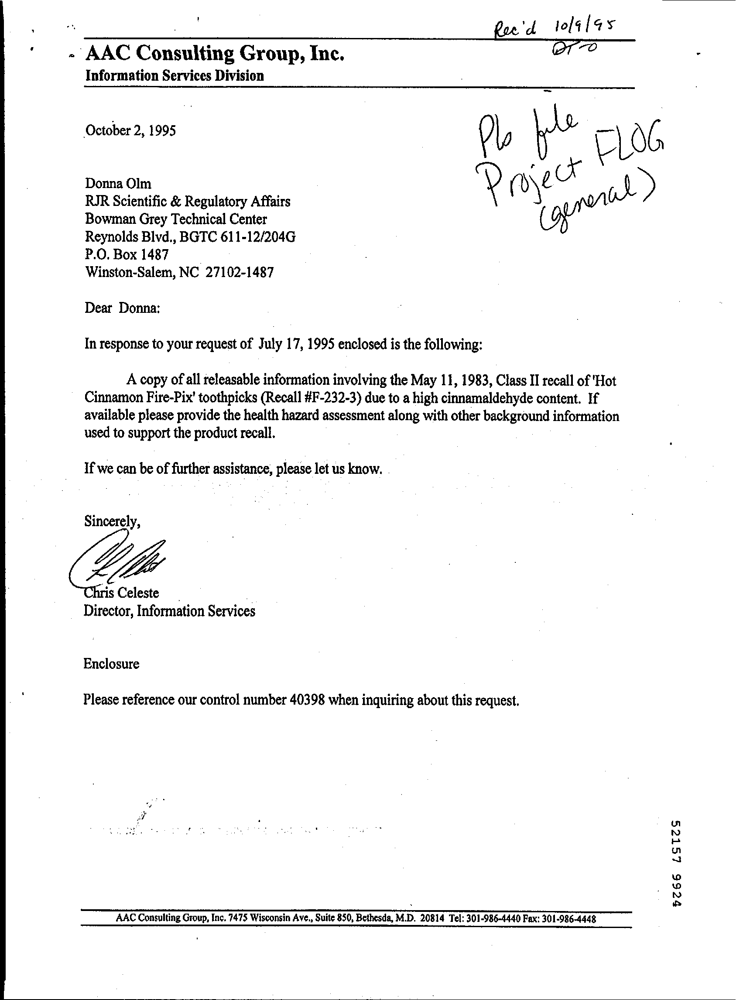 Rec'd 10/9/95
AAC Consulting Group, Inc.
Information Services Division
October 2, 1995
Pls file
Project FLOG
(general)
Donna Olm
RJR Scientific & Regulatory Affairs
Bowman Grey Technical Center
Reynolds Blvd., BGTC 611-12/204G
P.O. Box 1487
Winston-Salem, NC 27102-1487
Dear Donna:
In response to your request of July 17, 1995 enclosed is the following:
A copy of all releasable information involving the May 11, 1983, Class II recall of 'Hot
Cinnamon Fire-Pix' toothpicks (Recall #F-232-3) due to a high cinnamaldehyde content. If
available please provide the health hazard assessment along with other background information
used to support the product recall.
If we can be of further assistance, please let us know.
Sincerely,
Chris Celeste
Director, Information Services
Enclosure
Please reference our control number 40398 when inquiring about this request.
52157 9924
AAC Consulting Group, Inc. 7475 Wisconsin Ave., Suite 850, Bethesda, M.D. 20814 Tel: 301-986-4440 Fax: 301-986-4448